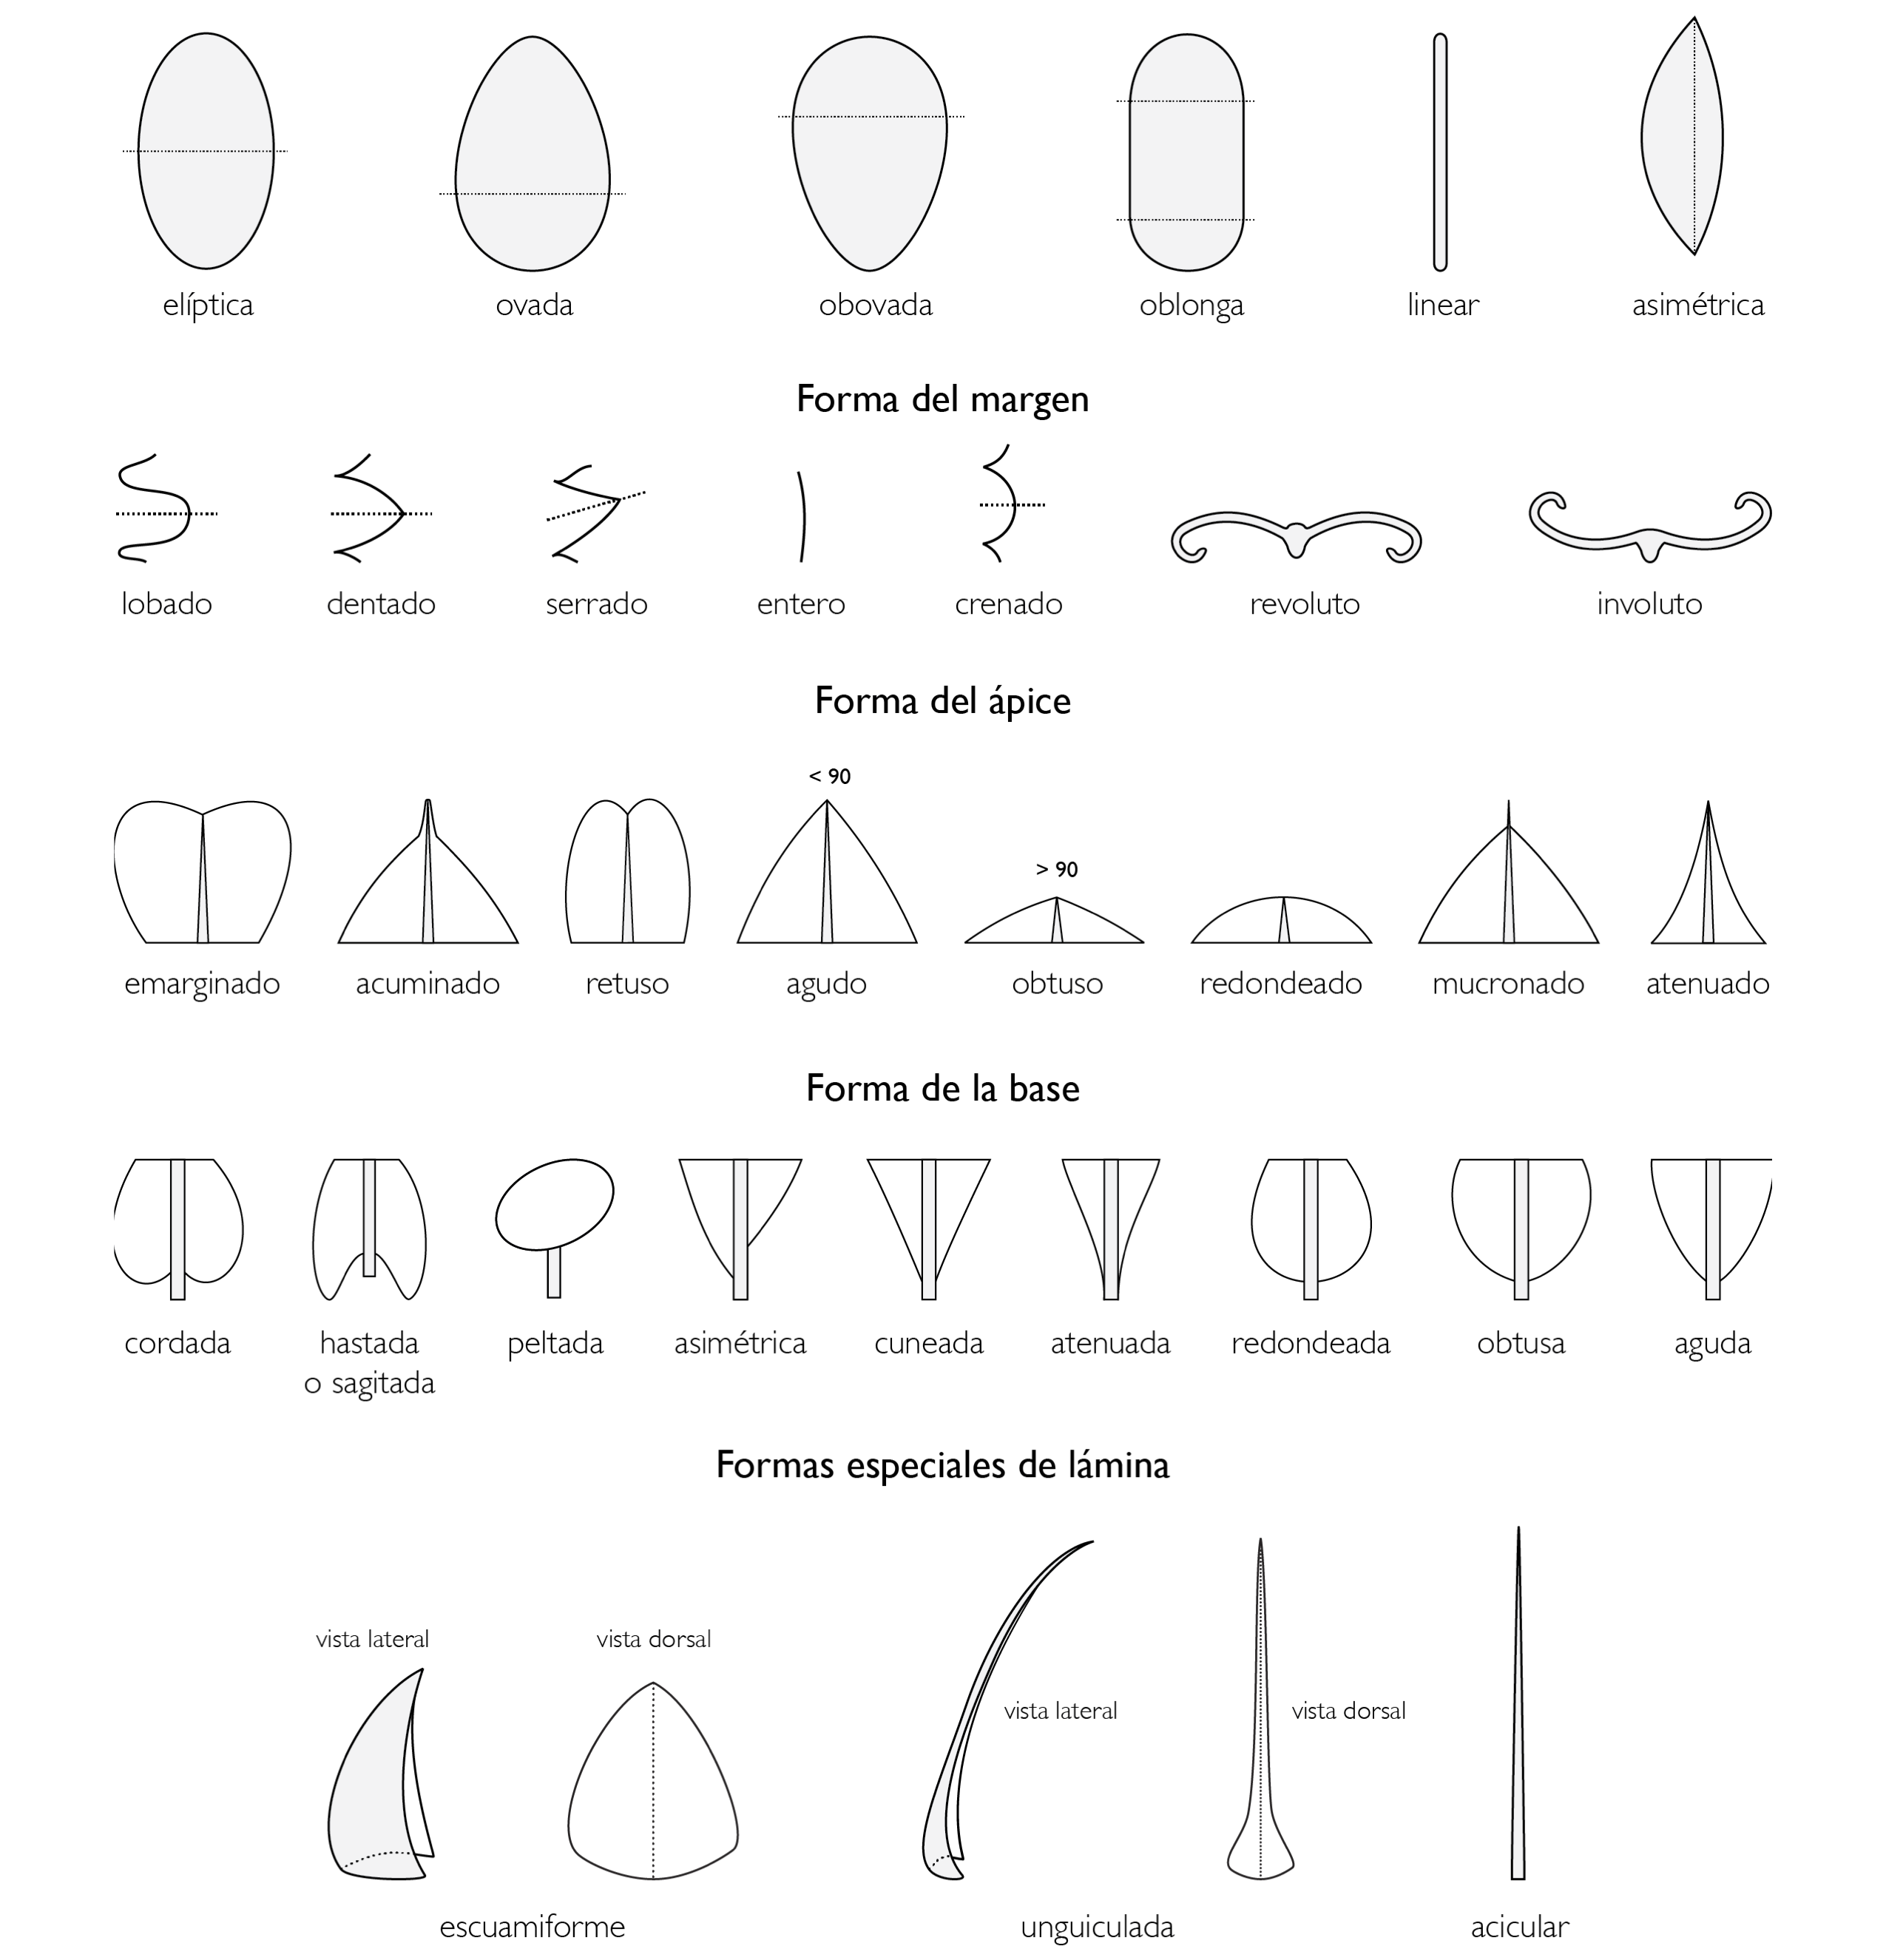 elíptica ovada obovada oblonga linear asimétrica
Forma del margen
lobado dentado serrado entero crenado revoluto involuto
Forma del ápice
< 90
> 90
emarginado acuminado retuso agudo obtuso redondeado mucronado atenuado
Forma de la base
cordada hastada peltada asimétrica cuneada atenuada redondeada obtusa aguda
o sagitada
Formas especiales de lámina
vista lateral vista dorsal
vista lateral vista dorsal
escuamiforme unguiculada acicular